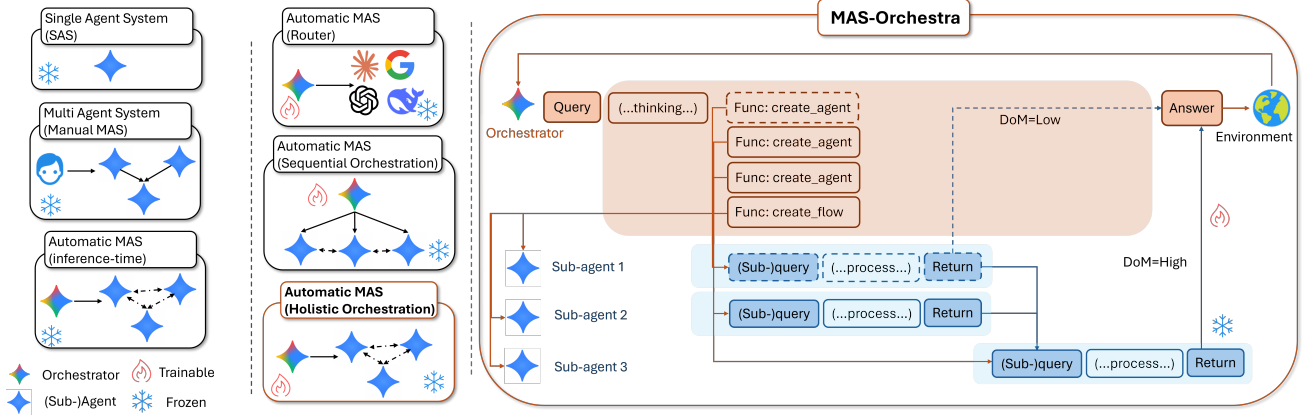 Single Agent System
(SAS)
Multi Agent System
(Manual MAS)
Automatic MAS
(inference-time)
Orchestrator
Trainable
(Sub-)Agent
Frozen
Automatic MAS
(Router)
Automatic MAS
(Sequential Orchestration)
Automatic MAS
(Holistic Orchestration)
MAS-Orchestra
Orchestrator
Query
(...thinking...)
Func: create_agent
Func: create_agent
Func: create_agent
Func: create_flow
DoM=Low
Answer
Environment
DoM=High
Sub-agent 1
(Sub-)query
(...process...)
Return
Sub-agent 2
(Sub-)query
(...process...)
Return
Sub-agent 3
(Sub-)query
(...process...)
Return